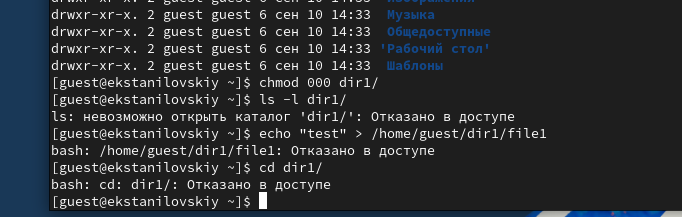 drwxr-xr-x. 2 guest guest 6 сен 10 14:33  Музыка
drwxr-xr-x. 2 guest guest 6 сен 10 14:33  Общедоступные
drwxr-xr-x. 2 guest guest 6 сен 10 14:33 'Рабочий стол'
drwxr-xr-x. 2 guest guest 6 сен 10 14:33  Шаблоны
[guest@ekstanilovskiy ~]$ chmod 000 dir1/
[guest@ekstanilovskiy ~]$ ls -l dir1/
ls: невозможно открыть каталог 'dir1/': Отказано в доступе
[guest@ekstanilovskiy ~]$ echo "test" > /home/guest/dir1/file1
bash: /home/guest/dir1/file1: Отказано в доступе
[guest@ekstanilovskiy ~]$ cd dir1/
bash: cd: dir1/: Отказано в доступе
[guest@ekstanilovskiy ~]$